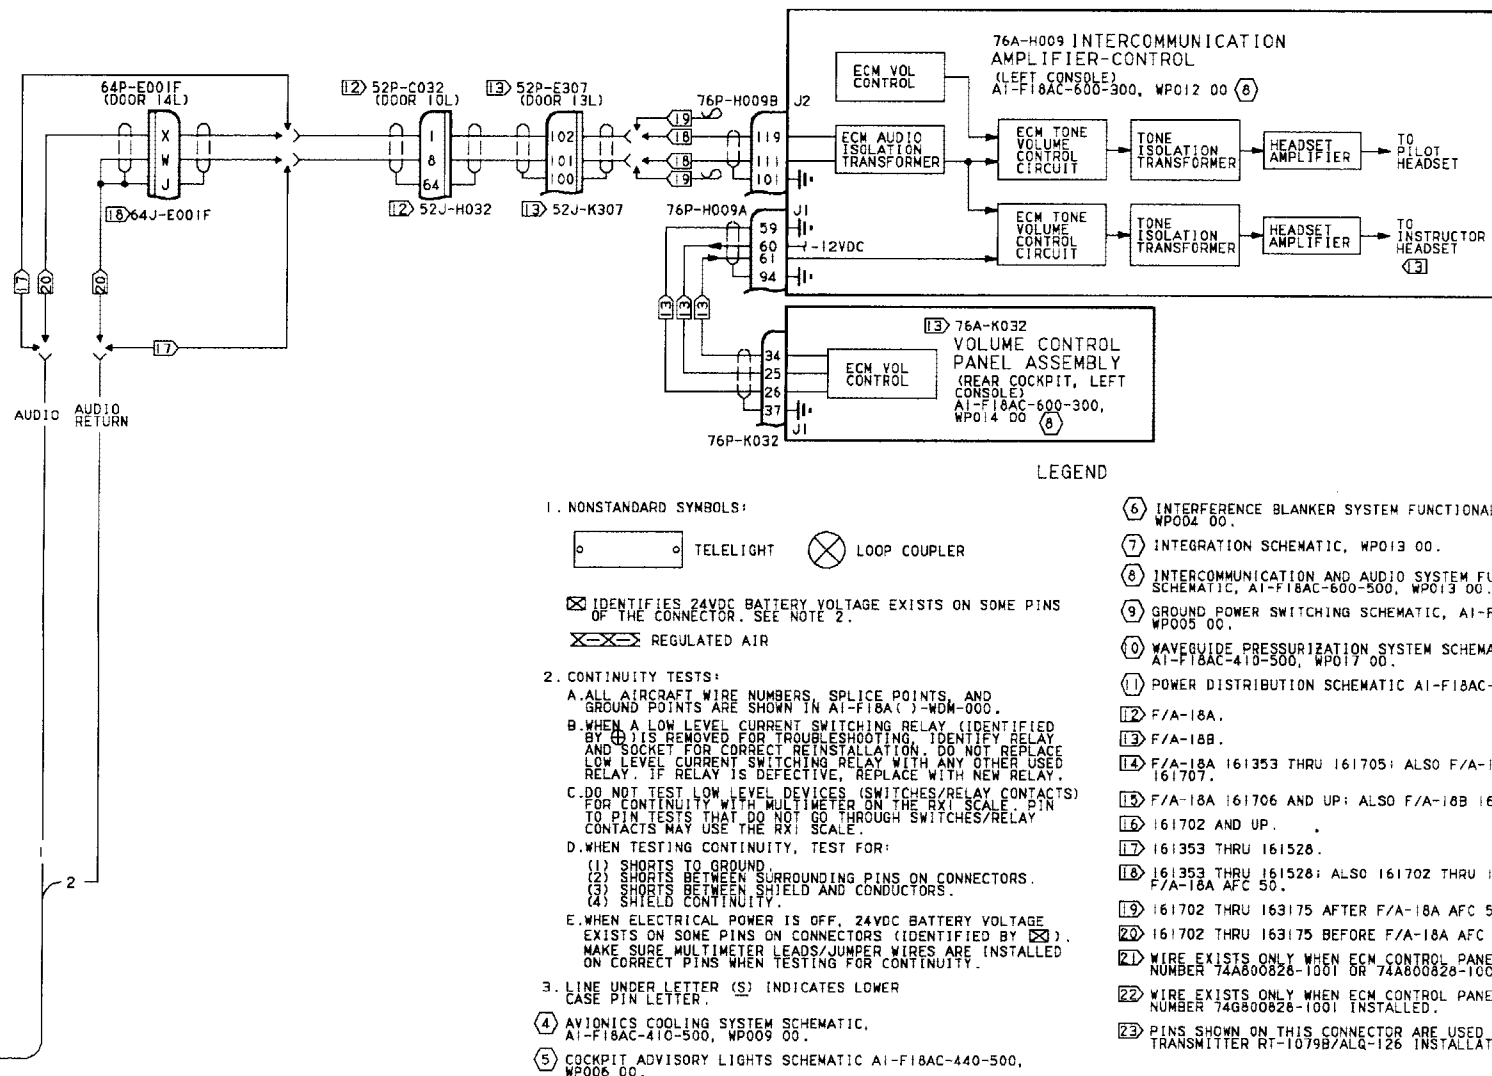 64P-E001F
(DOOR 14L)
X
W
J
18 64J-E001F
17
20
20
17
AUDIO
AUDIO
RETURN
2
12 52P-C032
(DOOR 10L)
1
8
64
12 52J-H032
13 52P-E307
(DOOR 13L)
102
101
100
13 52J-K307
19
18
18
19
76P-H009B
J2
119
111
101
76P-H009A
J1
59
60
61
94
-12VDC
13
13
13
76A-H009 INTERCOMMUNICATION
AMPLIFIER-CONTROL
(LEFT CONSOLE)
A1-F18AC-600-300, WP012 00 8
ECM VOL
CONTROL
ECM AUDIO
ISOLATION
TRANSFORMER
ECM TONE
VOLUME
CONTROL
CIRCUIT
TONE
ISOLATION
TRANSFORMER
HEADSET
AMPLIFIER
TO
PILOT
HEADSET
ECM TONE
VOLUME
CONTROL
CIRCUIT
TONE
ISOLATION
TRANSFORMER
HEADSET
AMPLIFIER
TO
INSTRUCTOR
HEADSET
13
13 76A-K032
VOLUME CONTROL
PANEL ASSEMBLY
(REAR COCKPIT, LEFT
CONSOLE)
A1-F18AC-600-300,
WP014 00 8
34
25
26
37
J1
76P-K032
ECM VOL
CONTROL
LEGEND
1. NONSTANDARD SYMBOLS:
TELELIGHT
LOOP COUPLER
IDENTIFIES 24VDC BATTERY VOLTAGE EXISTS ON SOME PINS
OF THE CONNECTOR. SEE NOTE 2.
REGULATED AIR
2. CONTINUITY TESTS:
A. ALL AIRCRAFT WIRE NUMBERS, SPLICE POINTS, AND
GROUND POINTS ARE SHOWN IN A1-F18A( )-WDM-000.
B. WHEN A LOW LEVEL CURRENT SWITCHING RELAY (IDENTIFIED
BY ⊕) IS REMOVED FOR TROUBLESHOOTING, IDENTIFY RELAY
AND SOCKET FOR CORRECT REINSTALLATION. DO NOT REPLACE
LOW LEVEL CURRENT SWITCHING RELAY WITH ANY OTHER USED
RELAY. IF RELAY IS DEFECTIVE, REPLACE WITH NEW RELAY.
C. DO NOT TEST LOW LEVEL DEVICES (SWITCHES/RELAY CONTACTS)
FOR CONTINUITY WITH MULTIMETER ON THE RX1 SCALE. PIN
TO PIN TESTS THAT DO NOT GO THROUGH SWITCHES/RELAY
CONTACTS MAY USE THE RX1 SCALE.
D. WHEN TESTING CONTINUITY, TEST FOR:
(1) SHORTS TO GROUND.
(2) SHORTS BETWEEN SURROUNDING PINS ON CONNECTORS.
(3) SHORTS BETWEEN SHIELD AND CONDUCTORS.
(4) SHIELD CONTINUITY.
E. WHEN ELECTRICAL POWER IS OFF, 24VDC BATTERY VOLTAGE
EXISTS ON SOME PINS ON CONNECTORS (IDENTIFIED BY ⊠).
MAKE SURE MULTIMETER LEADS/JUMPER WIRES ARE INSTALLED
ON CORRECT PINS WHEN TESTING FOR CONTINUITY.
3. LINE UNDER LETTER (S) INDICATES LOWER
CASE PIN LETTER.
4 AVIONICS COOLING SYSTEM SCHEMATIC,
A1-F18AC-410-500, WP009 00.
5 COCKPIT ADVISORY LIGHTS SCHEMATIC A1-F18AC-440-500,
WP006 00.
6 INTERFERENCE BLANKER SYSTEM FUNCTIONA
WP004 00.
7 INTEGRATION SCHEMATIC, WP013 00.
8 INTERCOMMUNICATION AND AUDIO SYSTEM FU
SCHEMATIC, A1-F18AC-600-500, WP013 00.
9 GROUND POWER SWITCHING SCHEMATIC, A1-F
WP005 00.
10 WAVEGUIDE PRESSURIZATION SYSTEM SCHEMA
A1-F18AC-410-500, WP017 00.
11 POWER DISTRIBUTION SCHEMATIC A1-F18AC-
12 F/A-18A.
13 F/A-18B.
14 F/A-18A 161353 THRU 161705; ALSO F/A-1
161707.
15 F/A-18A 161706 AND UP; ALSO F/A-18B 16
16 161702 AND UP.
17 161353 THRU 161528.
18 161353 THRU 161528; ALSO 161702 THRU 1
F/A-18A AFC 50.
19 161702 THRU 163175 AFTER F/A-18A AFC 5
20 161702 THRU 163175 BEFORE F/A-18A AFC
21 WIRE EXISTS ONLY WHEN ECM CONTROL PANE
NUMBER 74A800828-1001 OR 74A800828-100
22 WIRE EXISTS ONLY WHEN ECM CONTROL PANE
NUMBER 74G800828-1001 INSTALLED.
23 PINS SHOWN ON THIS CONNECTOR ARE USED
TRANSMITTER RT-1079B/ALQ-126 INSTALLAT